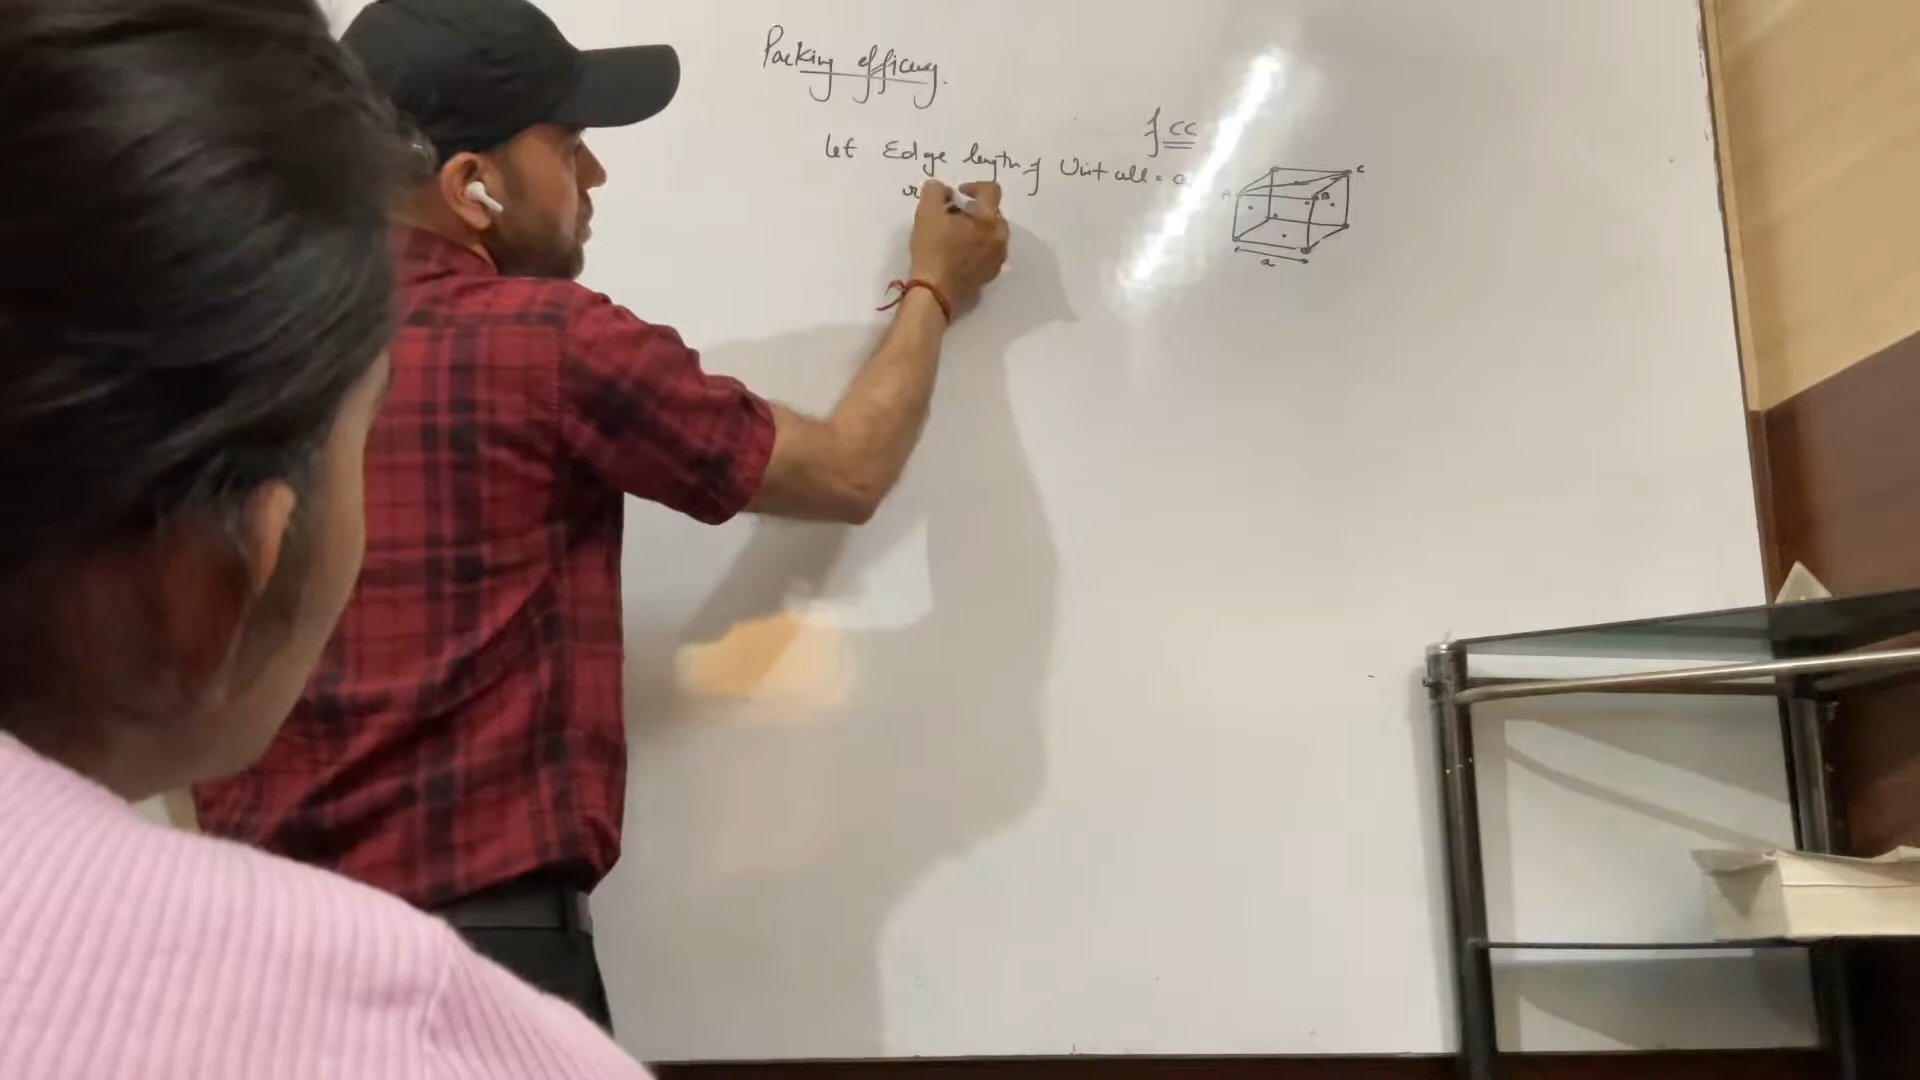 Packing efficiency.
fcc
Let Edge length of Unit cell = a
A
B
C
a